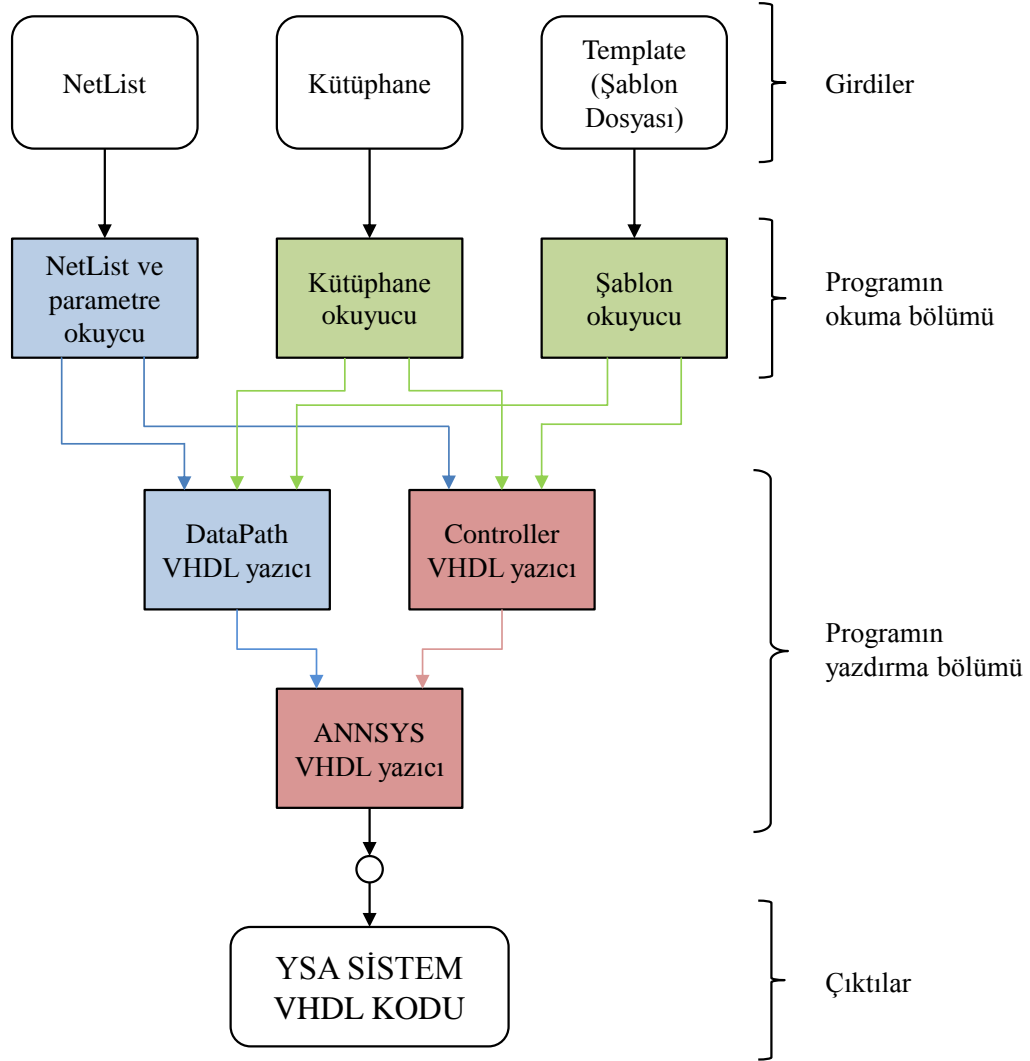 NetList
Kütüphane
Template
(Şablon
Dosyası)
Girdiler
NetList ve
parametre
okuycu
Kütüphane
okuyucu
Şablon
okuyucu
Programın
okuma bölümü
DataPath
VHDL yazıcı
Controller
VHDL yazıcı
Programın
yazdırma bölümü
ANNSYS
VHDL yazıcı
YSA SİSTEM
VHDL KODU
Çıktılar